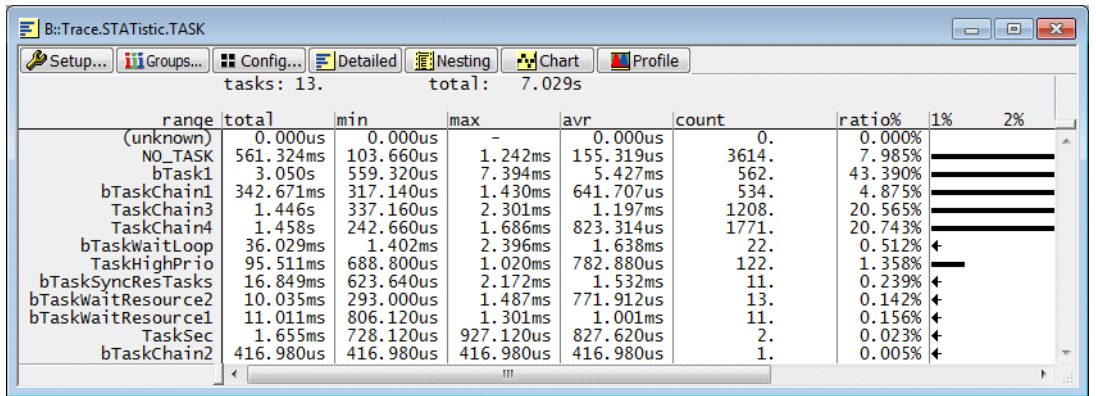 B::Trace.STATistic.TASK
Setup... Groups... Config... Detailed Nesting Chart Profile
tasks: 13. total: 7.029s
range total min max avr count ratio% 1% 2%
(unknown) 0.000us 0.000us - 0.000us 0. 0.000%
NO_TASK 561.324ms 103.660us 1.242ms 155.319us 3614. 7.985%
bTask1 3.050s 559.320us 7.394ms 5.427ms 562. 43.390%
bTaskChain1 342.671ms 317.140us 1.430ms 641.707us 534. 4.875%
TaskChain3 1.446s 337.160us 2.301ms 1.197ms 1208. 20.565%
TaskChain4 1.458s 242.660us 1.686ms 823.314us 1771. 20.743%
bTaskWaitLoop 36.029ms 1.402ms 2.396ms 1.638ms 22. 0.512%
TaskHighPrio 95.511ms 688.800us 1.020ms 782.880us 122. 1.358%
bTaskSyncResTasks 16.849ms 623.640us 2.172ms 1.532ms 11. 0.239%
bTaskWaitResource2 10.035ms 293.000us 1.487ms 771.912us 13. 0.142%
bTaskWaitResource1 11.011ms 806.120us 1.301ms 1.001ms 11. 0.156%
TaskSec 1.655ms 728.120us 927.120us 827.620us 2. 0.023%
bTaskChain2 416.980us 416.980us 416.980us 416.980us 1. 0.005%